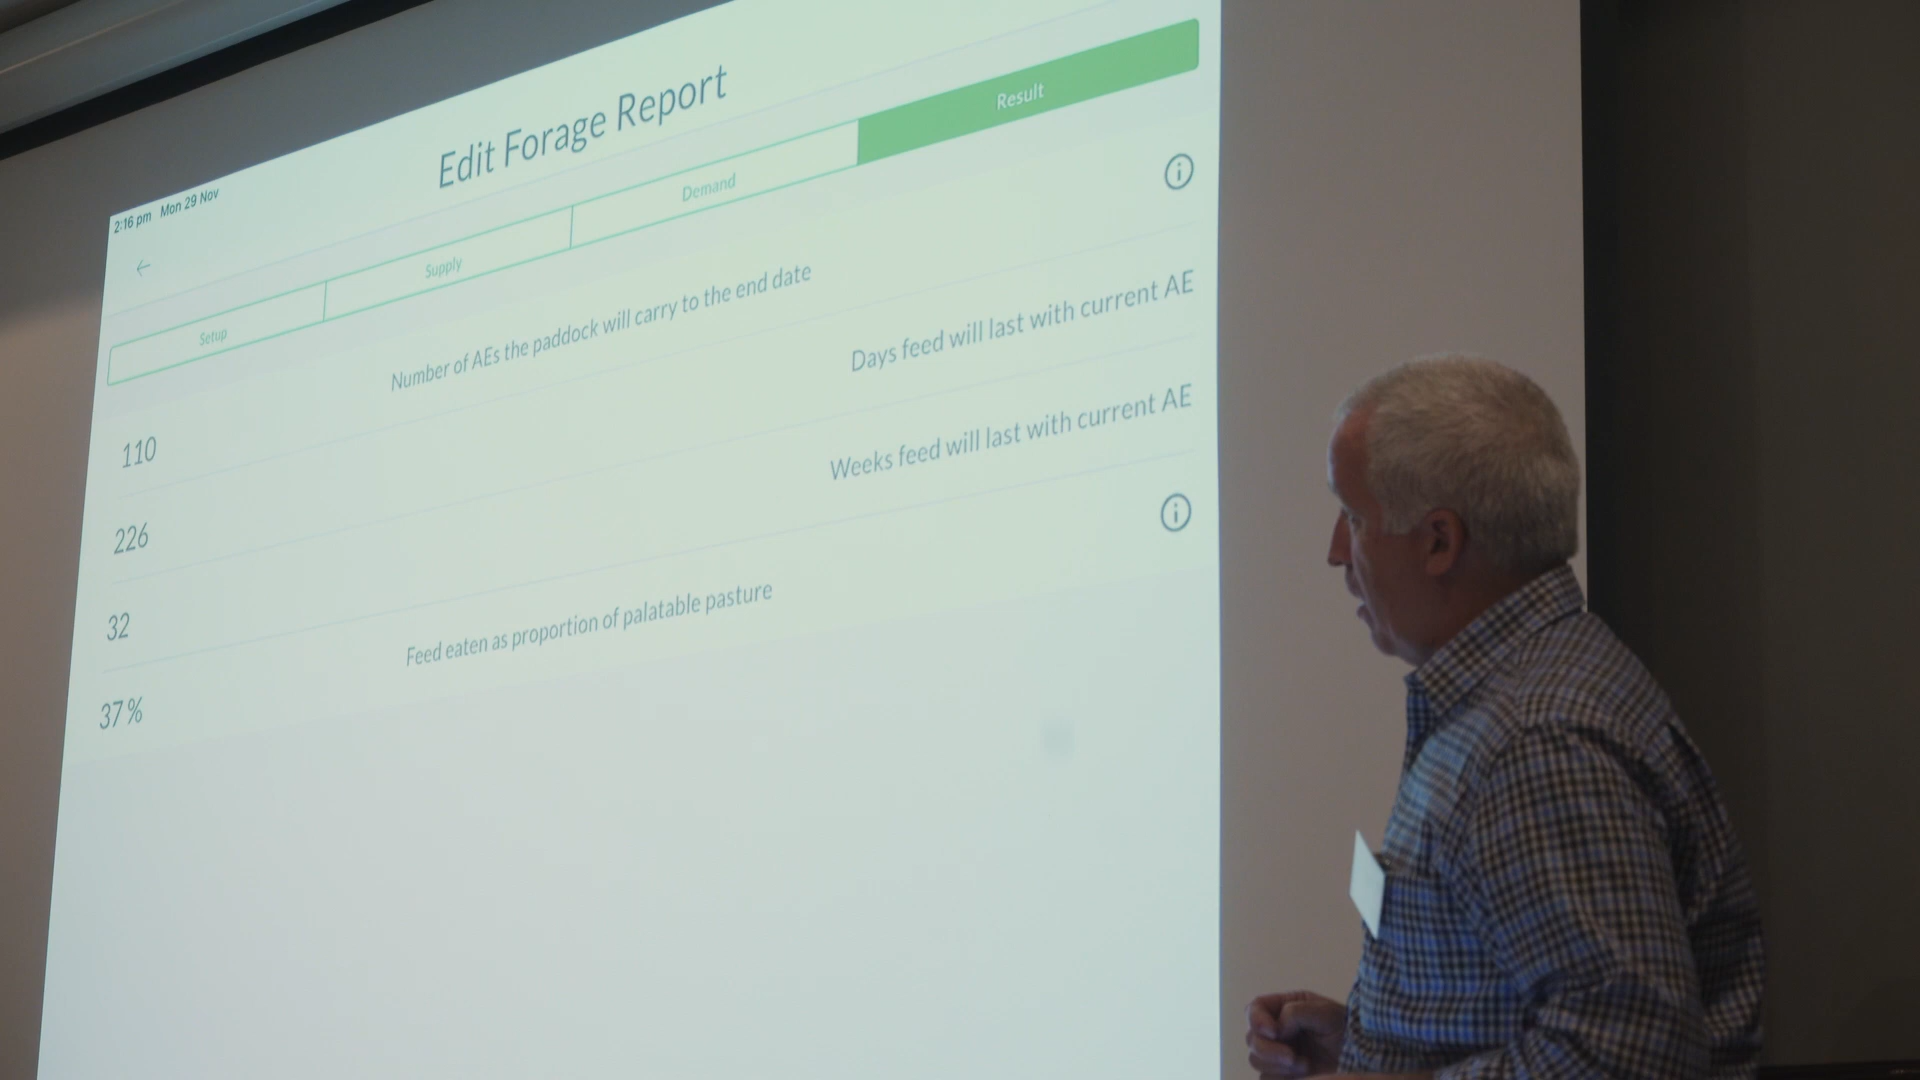 2:16 pm Mon 29 Nov
Edit Forage Report
Setup Supply Demand Result
110 Number of AEs the paddock will carry to the end date
226 Days feed will last with current AE
32 Weeks feed will last with current AE
37% Feed eaten as proportion of palatable pasture